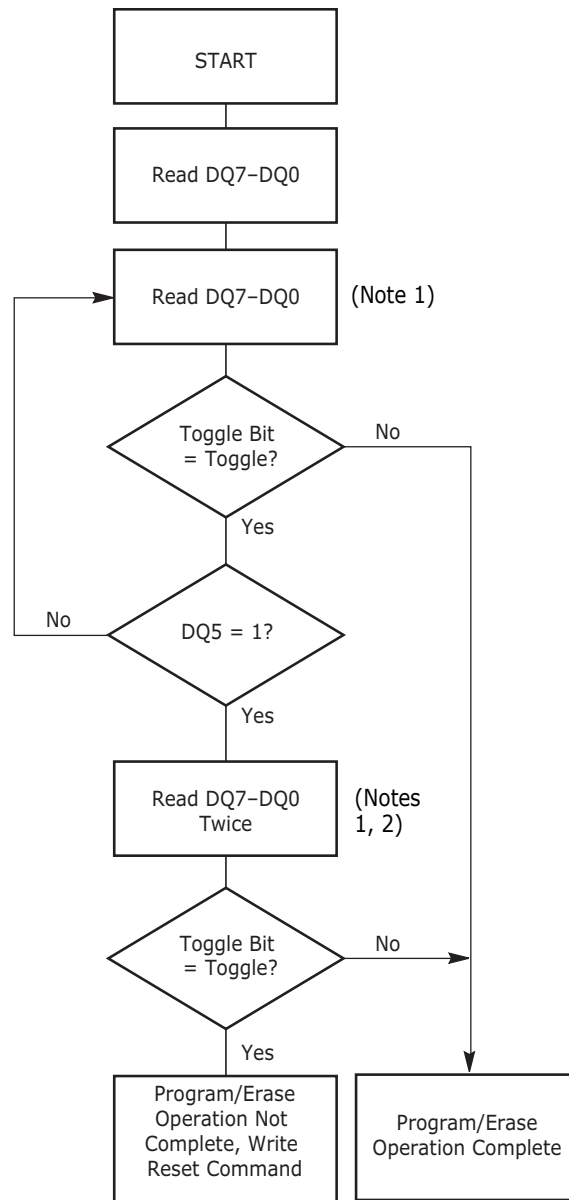 START
Read DQ7–DQ0
Read DQ7–DQ0
(Note 1)
Toggle Bit
= Toggle?
No
Yes
No
DQ5 = 1?
Yes
Read DQ7–DQ0
Twice
(Notes
1, 2)
Toggle Bit
= Toggle?
No
Yes
Program/Erase
Operation Not
Complete, Write
Reset Command
Program/Erase
Operation Complete